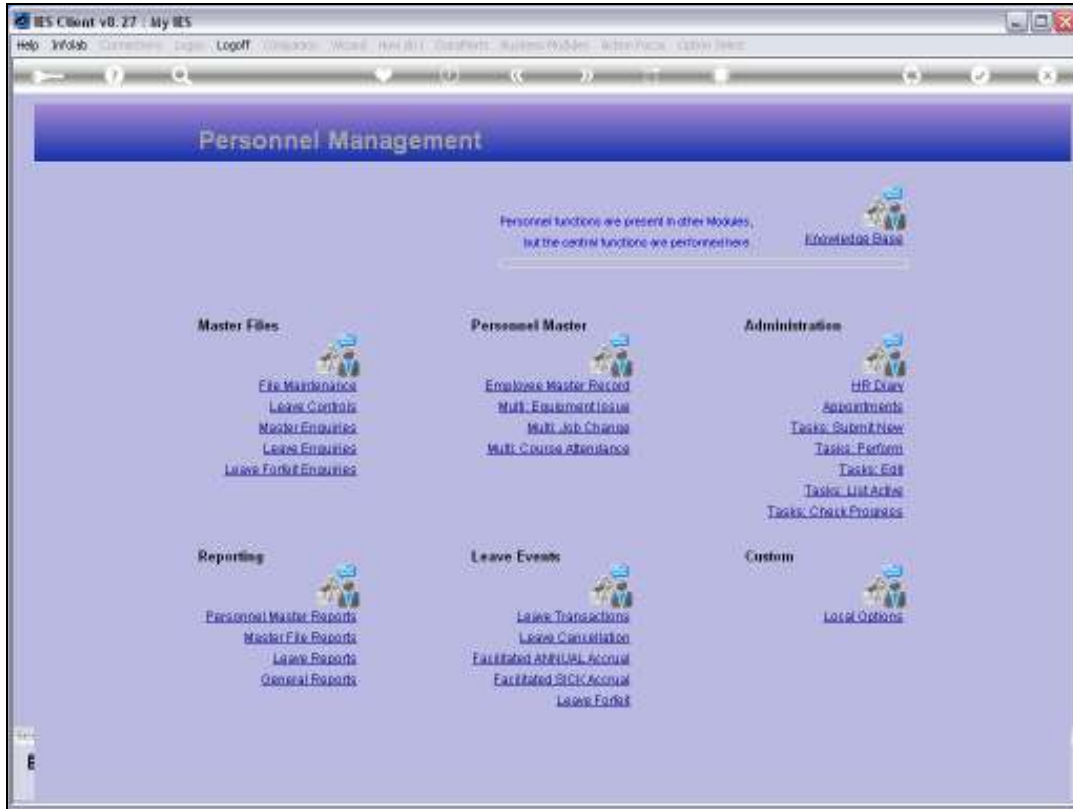 IES Client v8.27 : My IES
Help Infolab Logoff
Personnel Management
Personnel functions are present in other Modules,
but the central functions are performed here
Knowledge Base
Master Files
File Maintenance
Leave Controls
Master Enquiries
Leave Enquiries
Leave Forfeit Enquiries
Personnel Master
Employee Master Record
Multi: Equipment Issue
Multi: Job Change
Multi: Course Attendance
Administration
HR Diary
Appointments
Tasks: Submit New
Tasks: Perform
Tasks: Edit
Tasks: List Active
Tasks: Check Progress
Reporting
Personnel Master Reports
Master File Reports
Leave Reports
General Reports
Leave Events
Leave Transactions
Leave Cancellation
Facilitated ANNUAL Accrual
Facilitated SICK Accrual
Leave Forfeit
Custom
Local Options